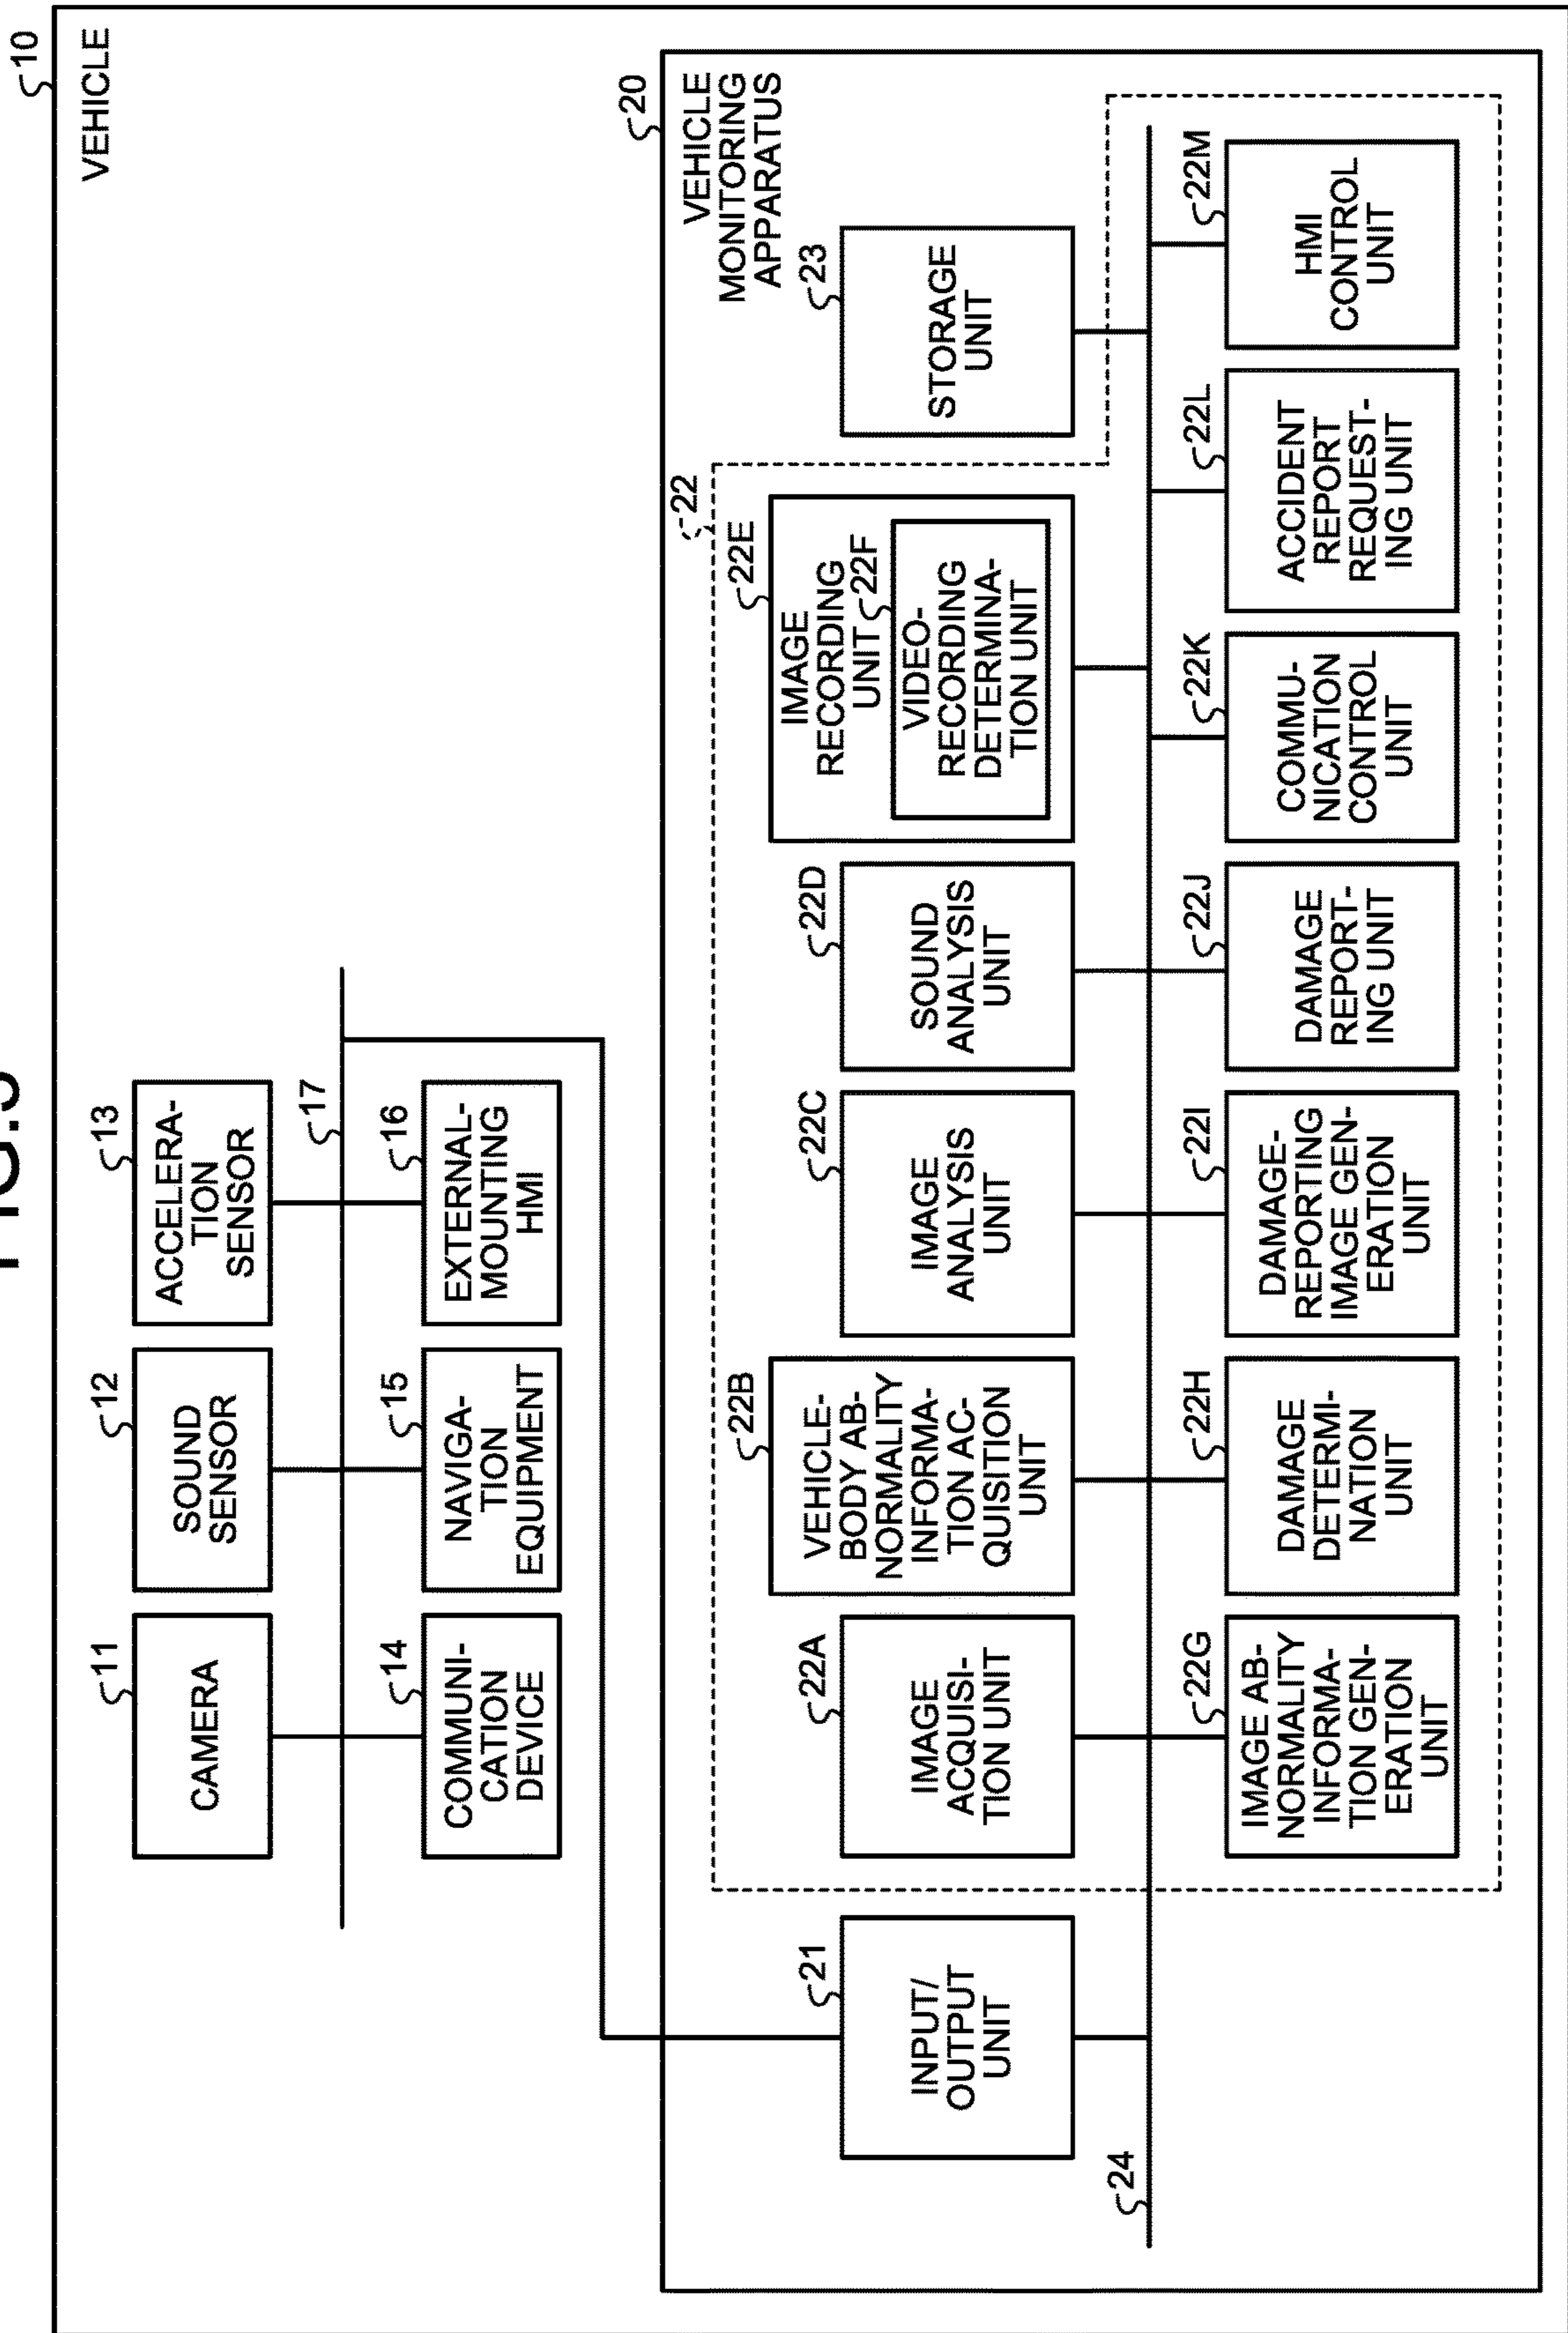 10
VEHICLE
11
CAMERA
12
SOUND
SENSOR
13
ACCELERA-
TION
SENSOR
17
14
COMMUNI-
CATION
DEVICE
15
NAVIGA-
TION
EQUIPMENT
16
EXTERNAL-
MOUNTING
HMI
20
VEHICLE
MONITORING
APPARATUS
21
INPUT/
OUTPUT
UNIT
22
22A
IMAGE
ACQUISI-
TION UNIT
22B
VEHICLE-
BODY AB-
NORMALITY
INFORMA-
TION AC-
QUISITION
UNIT
22C
IMAGE
ANALYSIS
UNIT
22D
SOUND
ANALYSIS
UNIT
22E
IMAGE
RECORDING
UNIT
22F
VIDEO-
RECORDING
DETERMINA-
TION UNIT
23
STORAGE
UNIT
24
22G
IMAGE AB-
NORMALITY
INFORMA-
TION GEN-
ERATION
UNIT
22H
DAMAGE
DETERMI-
NATION
UNIT
22I
DAMAGE-
REPORTING
IMAGE GEN-
ERATION
UNIT
22J
DAMAGE
REPORT-
ING UNIT
22K
COMMU-
NICATION
CONTROL
UNIT
22L
ACCIDENT
REPORT
REQUEST-
ING UNIT
22M
HMI
CONTROL
UNIT